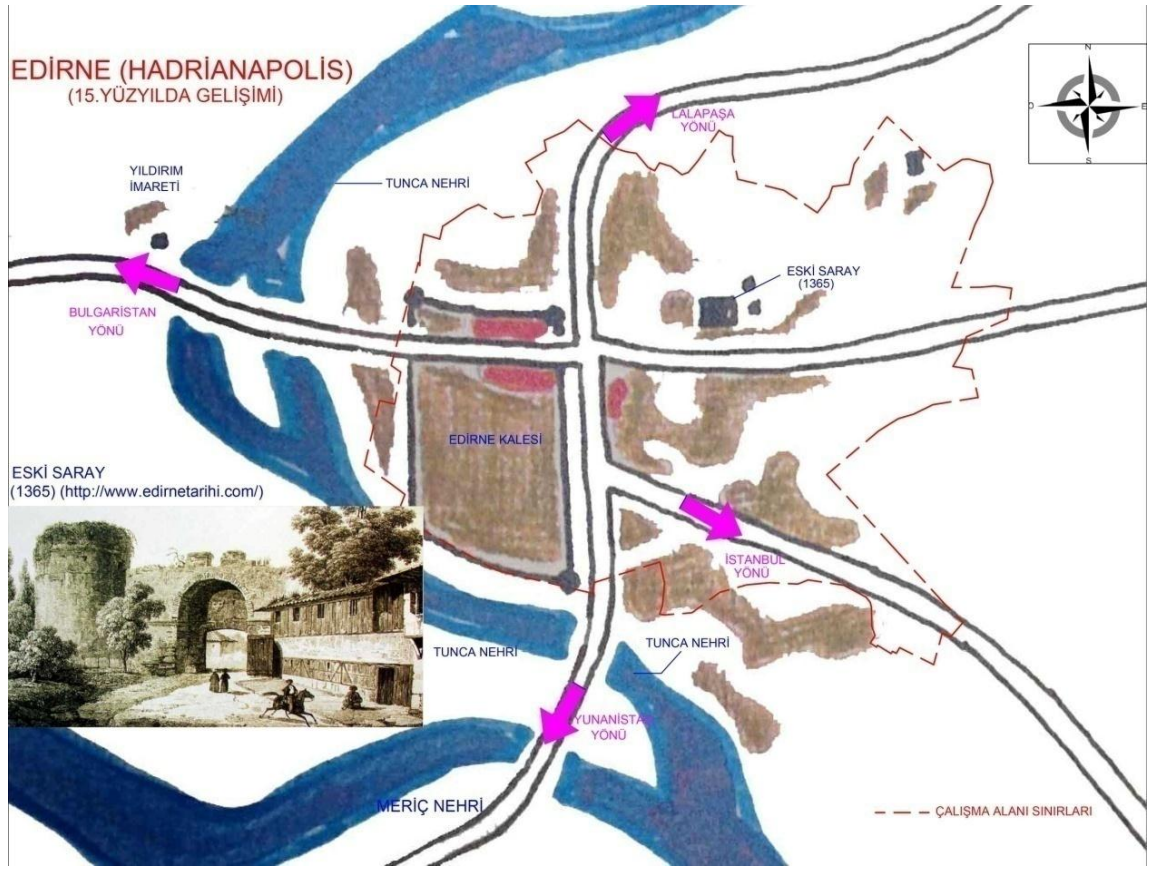 EDİRNE (HADRİANAPOLİS)
(15.YÜZYILDA GELİŞİMİ)
N
E
S
LALAPAŞA
YÖNÜ
YILDIRIM
İMARETİ
TUNCA NEHRİ
ESKİ SARAY
(1365)
BULGARİSTAN
YÖNÜ
EDİRNE KALESİ
ESKİ SARAY
(1365) (http://www.edirnetarihi.com/)
İSTANBUL
YÖNÜ
TUNCA NEHRİ
TUNCA NEHRİ
YUNANİSTAN
YÖNÜ
MERİÇ NEHRİ
ÇALIŞMA ALANI SINIRLARI